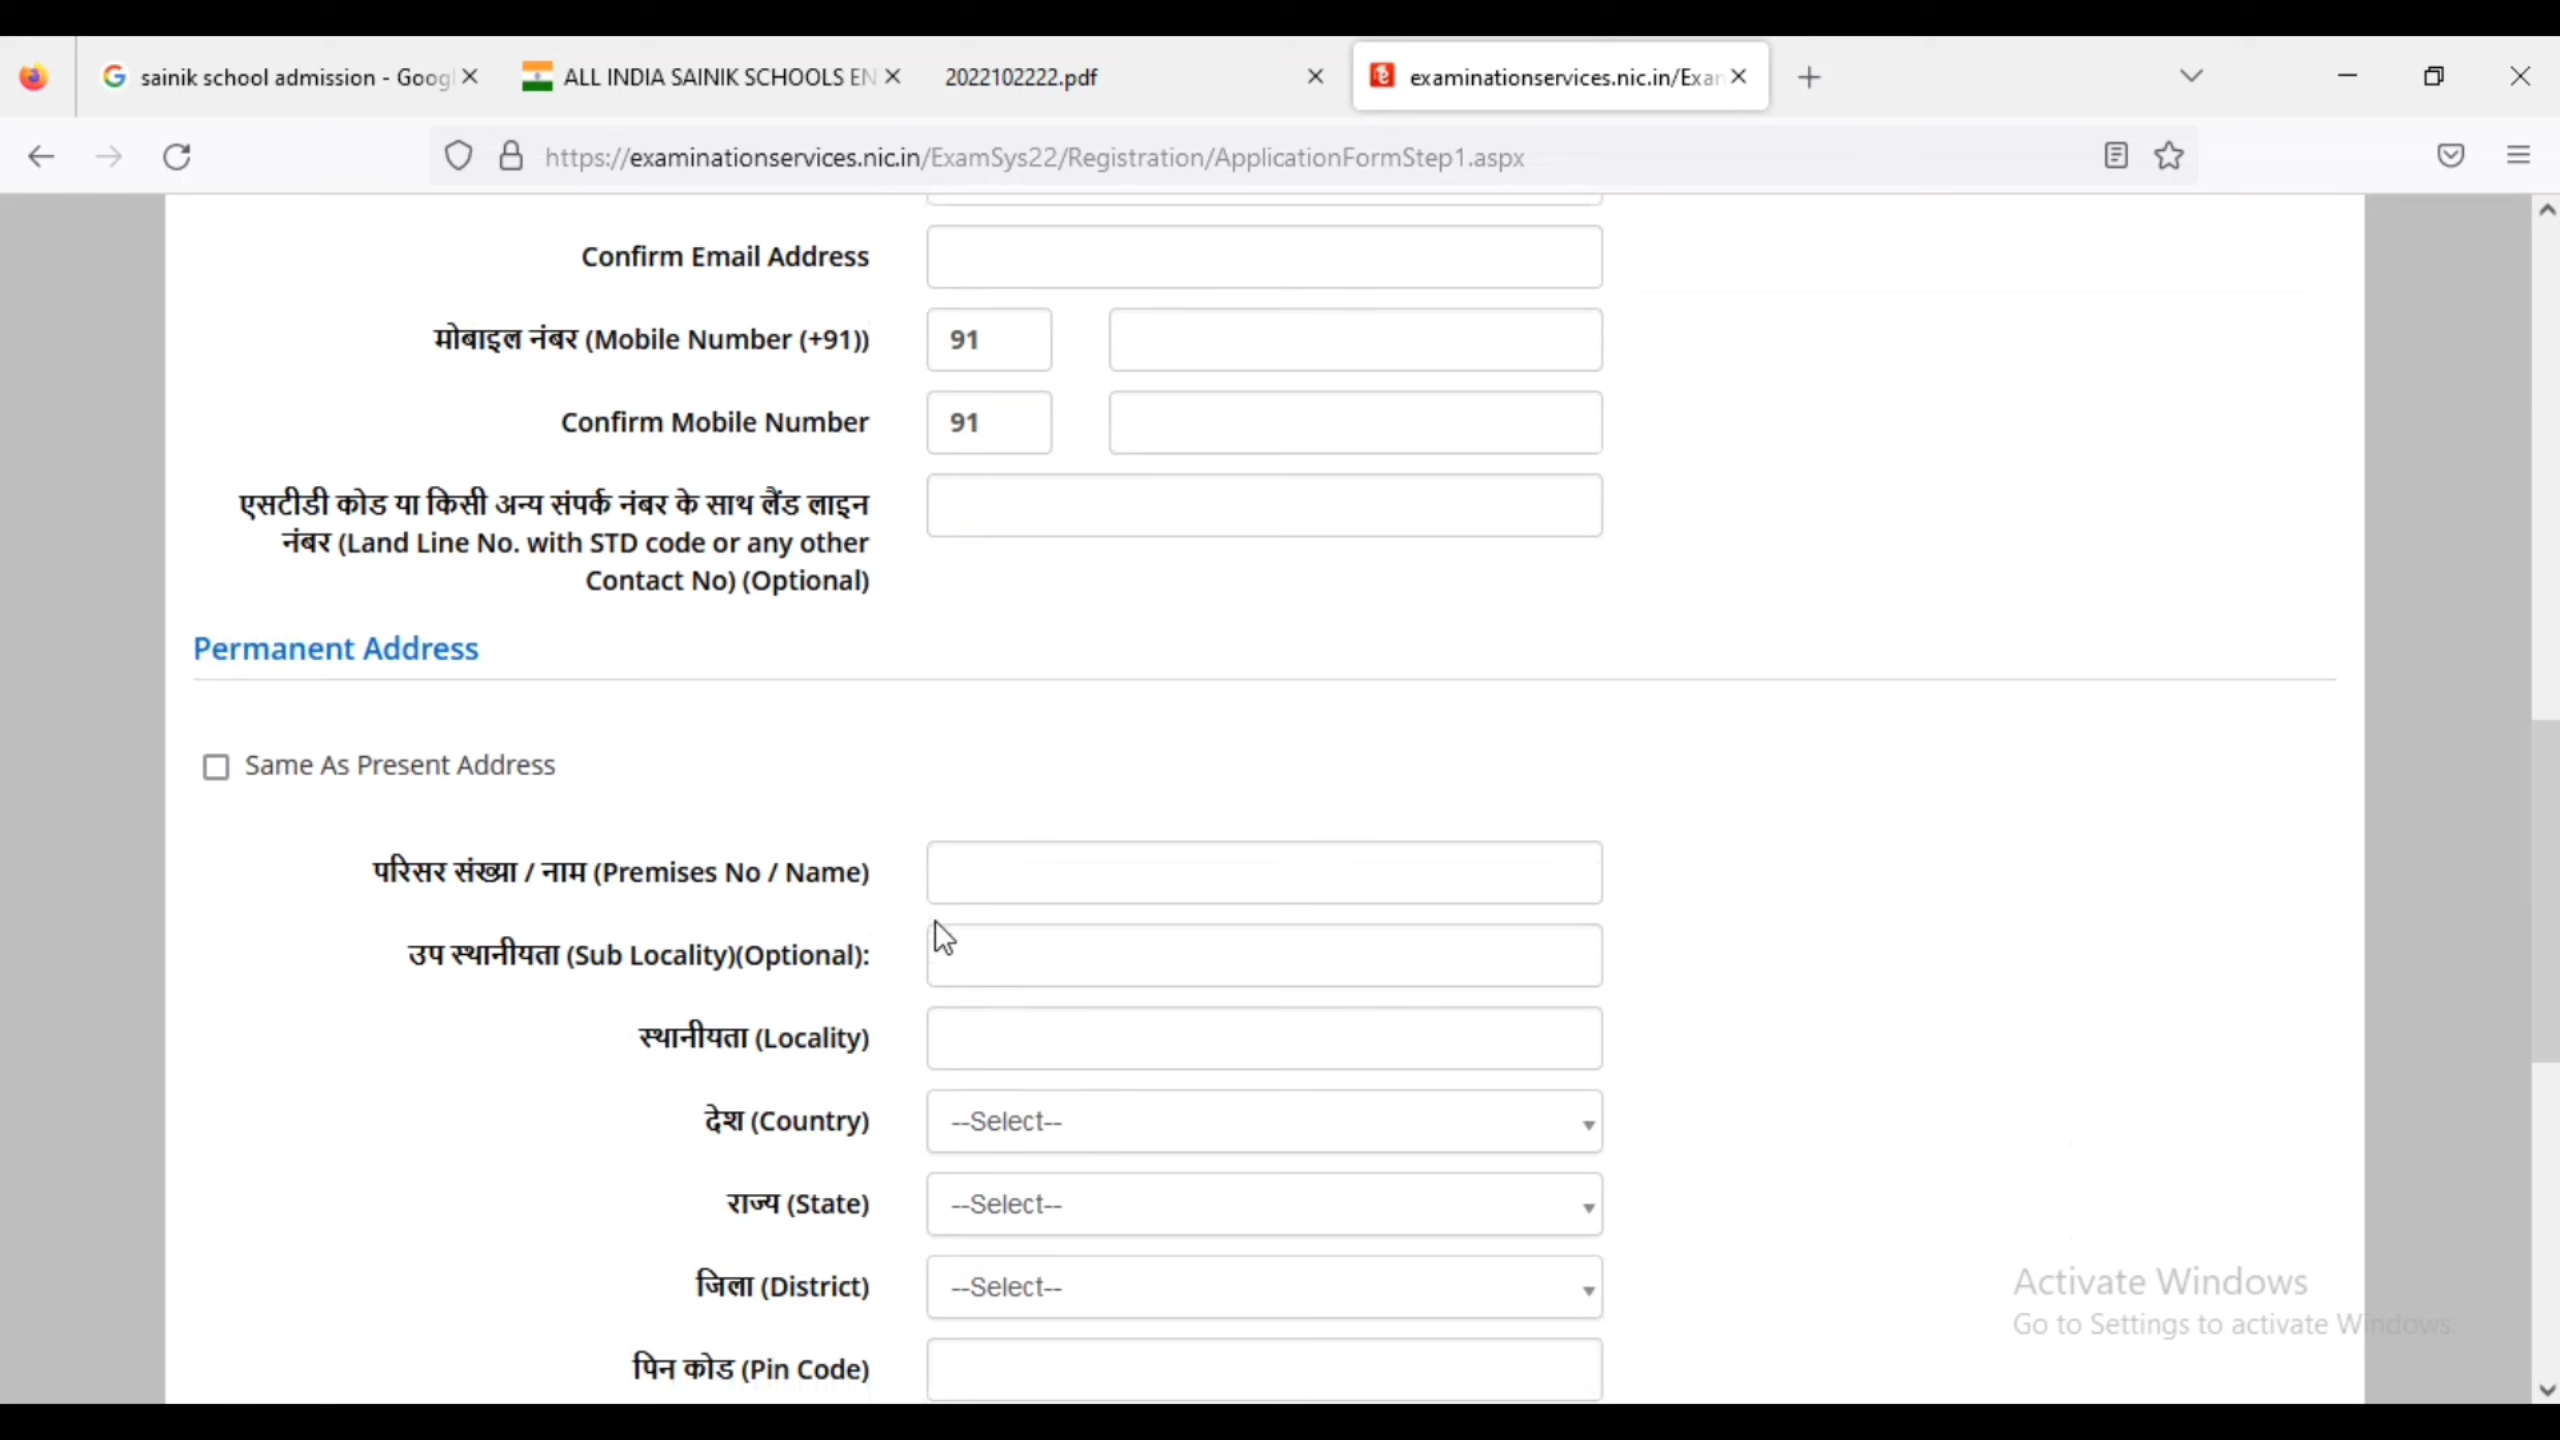 sainik school admission - Googl
ALL INDIA SAINIK SCHOOLS EN
2022102222.pdf
examinationservices.nic.in/Exan
https://examinationservices.nic.in/ExamSys22/Registration/ApplicationFormStep1.aspx
Confirm Email Address
मोबाइल नंबर (Mobile Number (+91))
91
Confirm Mobile Number
91
एसटीडी कोड या किसी अन्य संपर्क नंबर के साथ लैंड लाइन
नंबर (Land Line No. with STD code or any other
Contact No) (Optional)
Permanent Address
Same As Present Address
परिसर संख्या / नाम (Premises No / Name)
उप स्थानीयता (Sub Locality)(Optional):
स्थानीयता (Locality)
देश (Country)
--Select--
राज्य (State)
--Select--
जिला (District)
--Select--
पिन कोड (Pin Code)
Activate Windows
Go to Settings to activate Windows.